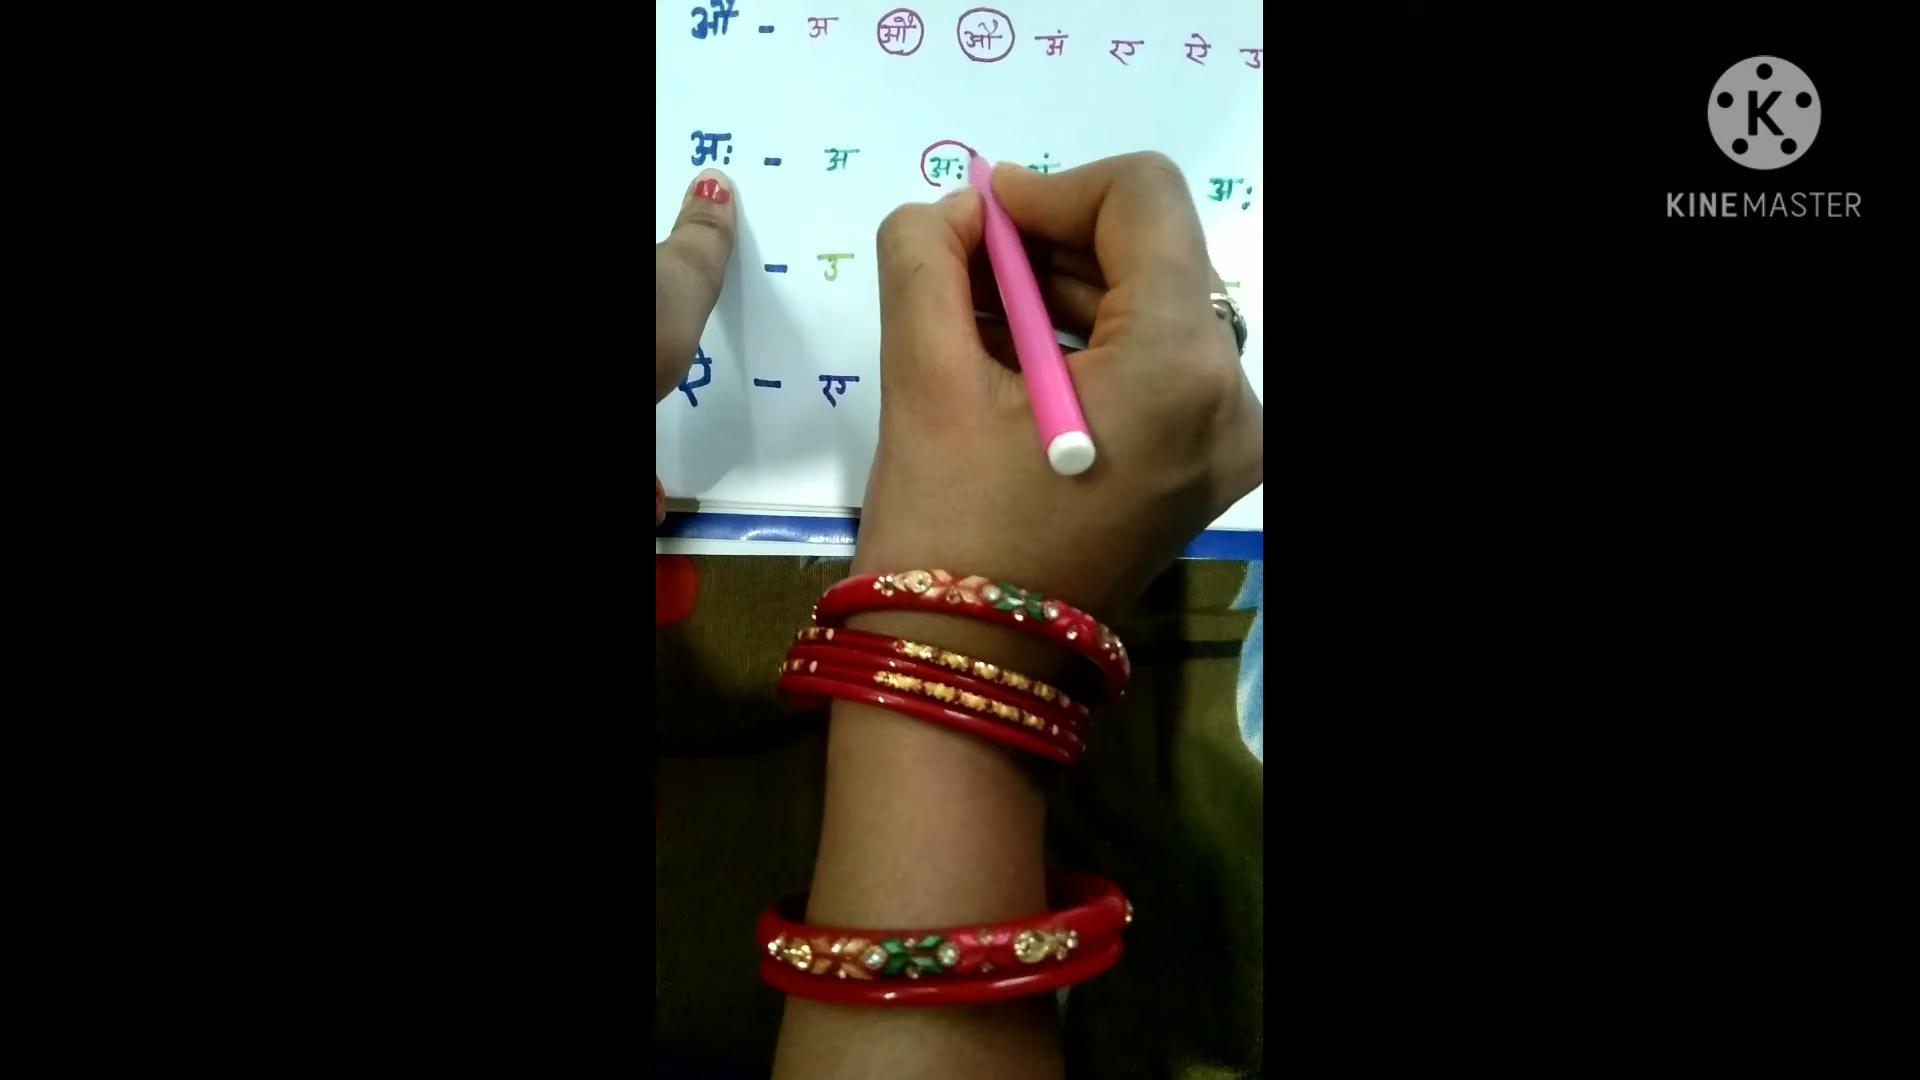 औ - अ औ औ अं ए ऐ उ
अः - अ अः अं अः
- उ
ऐ - ए
K
KINEMASTER